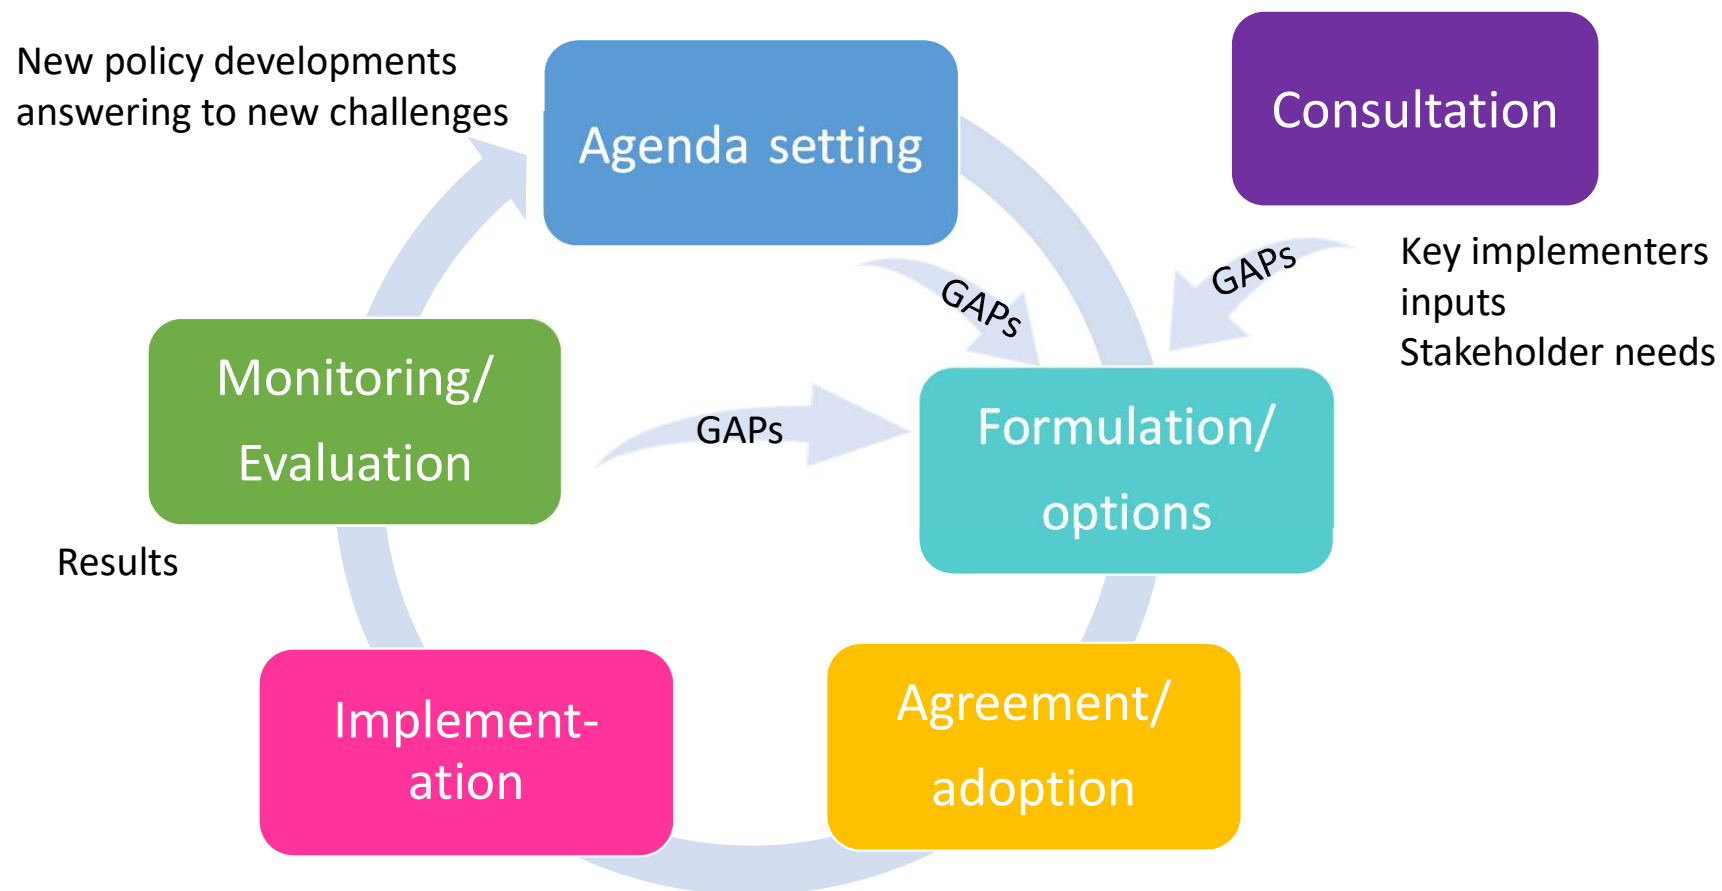 New policy developments
answering to new challenges
Agenda setting
Consultation
GAPs
GAPs
Key implementers
inputs
Stakeholder needs
Monitoring/
Evaluation
GAPs
Formulation/
options
Results
Implement-
ation
Agreement/
adoption